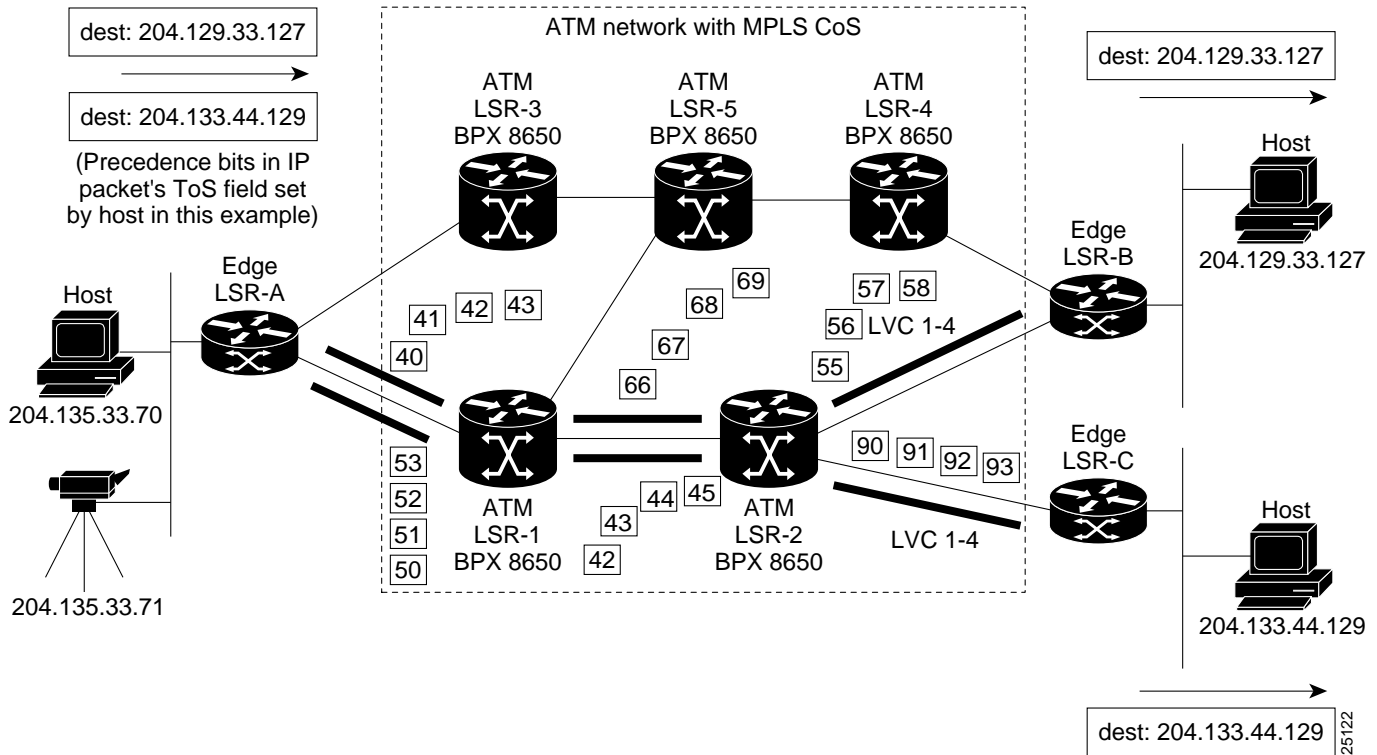 dest: 204.129.33.127
dest: 204.133.44.129
(Precedence bits in IP
packet's ToS field set
by host in this example)
ATM network with MPLS CoS
ATM
LSR-3
BPX 8650
ATM
LSR-5
BPX 8650
ATM
LSR-4
BPX 8650
dest: 204.129.33.127
Host
204.129.33.127
Edge
LSR-B
Edge
LSR-A
Host
204.135.33.70
204.135.33.71
40
41
42
43
66
67
68
69
55
56
57
58
LVC 1-4
53
52
51
50
ATM
LSR-1
BPX 8650
42
43
44
45
ATM
LSR-2
BPX 8650
90
91
92
93
LVC 1-4
Edge
LSR-C
Host
204.133.44.129
dest: 204.133.44.129
25122